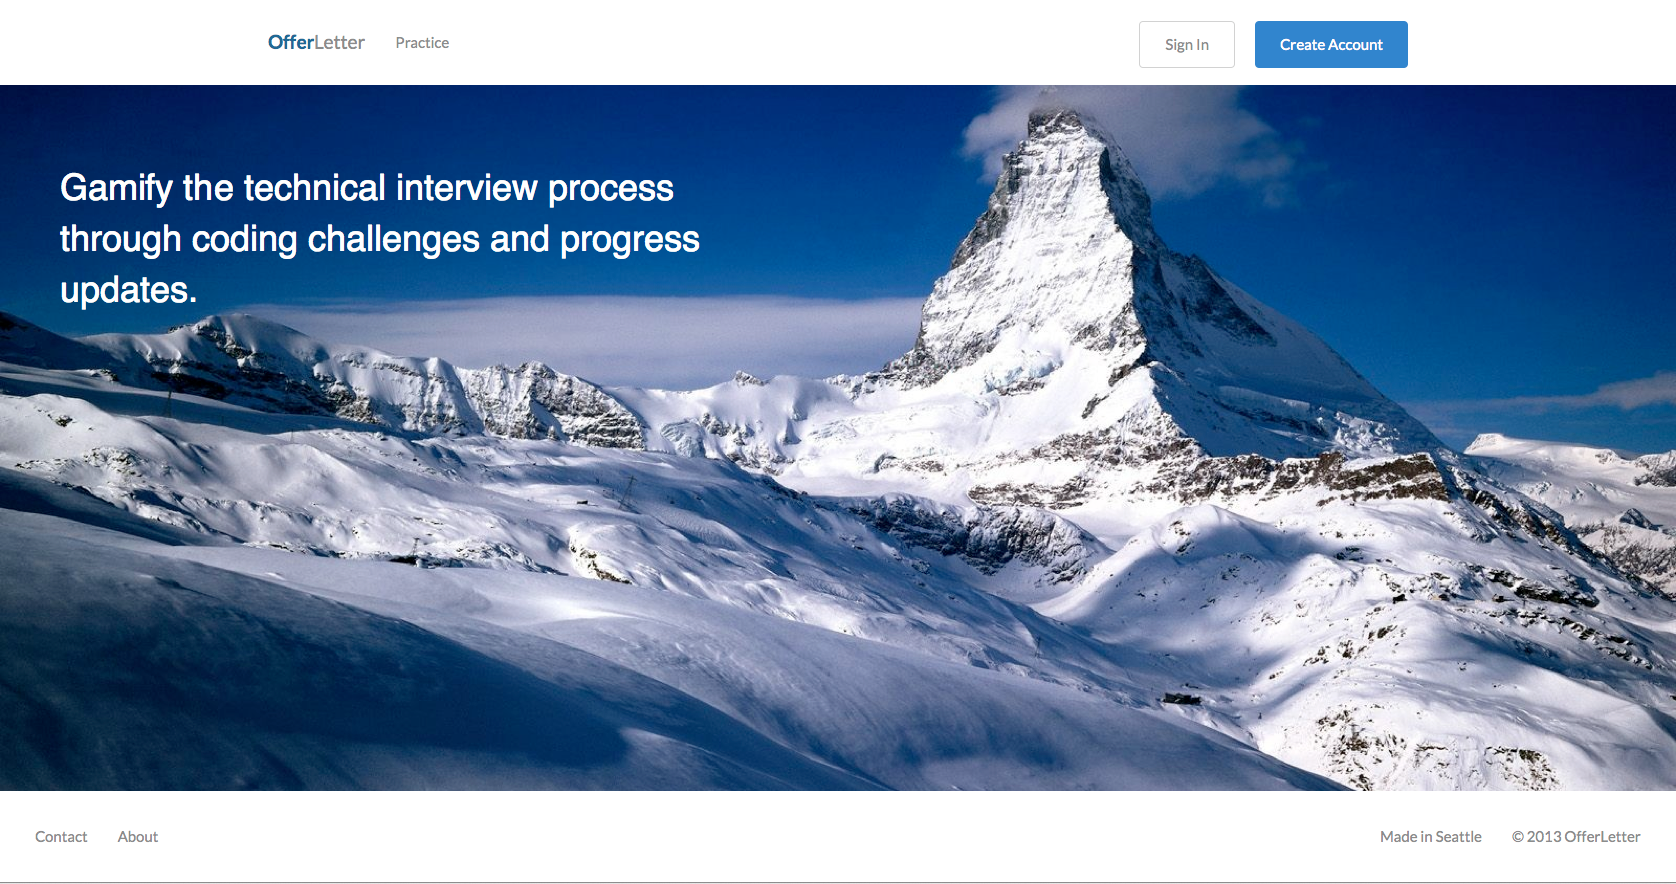 OfferLetter Practice Sign In Create Account
Gamify the technical interview process
through coding challenges and progress
updates.
Contact About Made in Seattle © 2013 OfferLetter